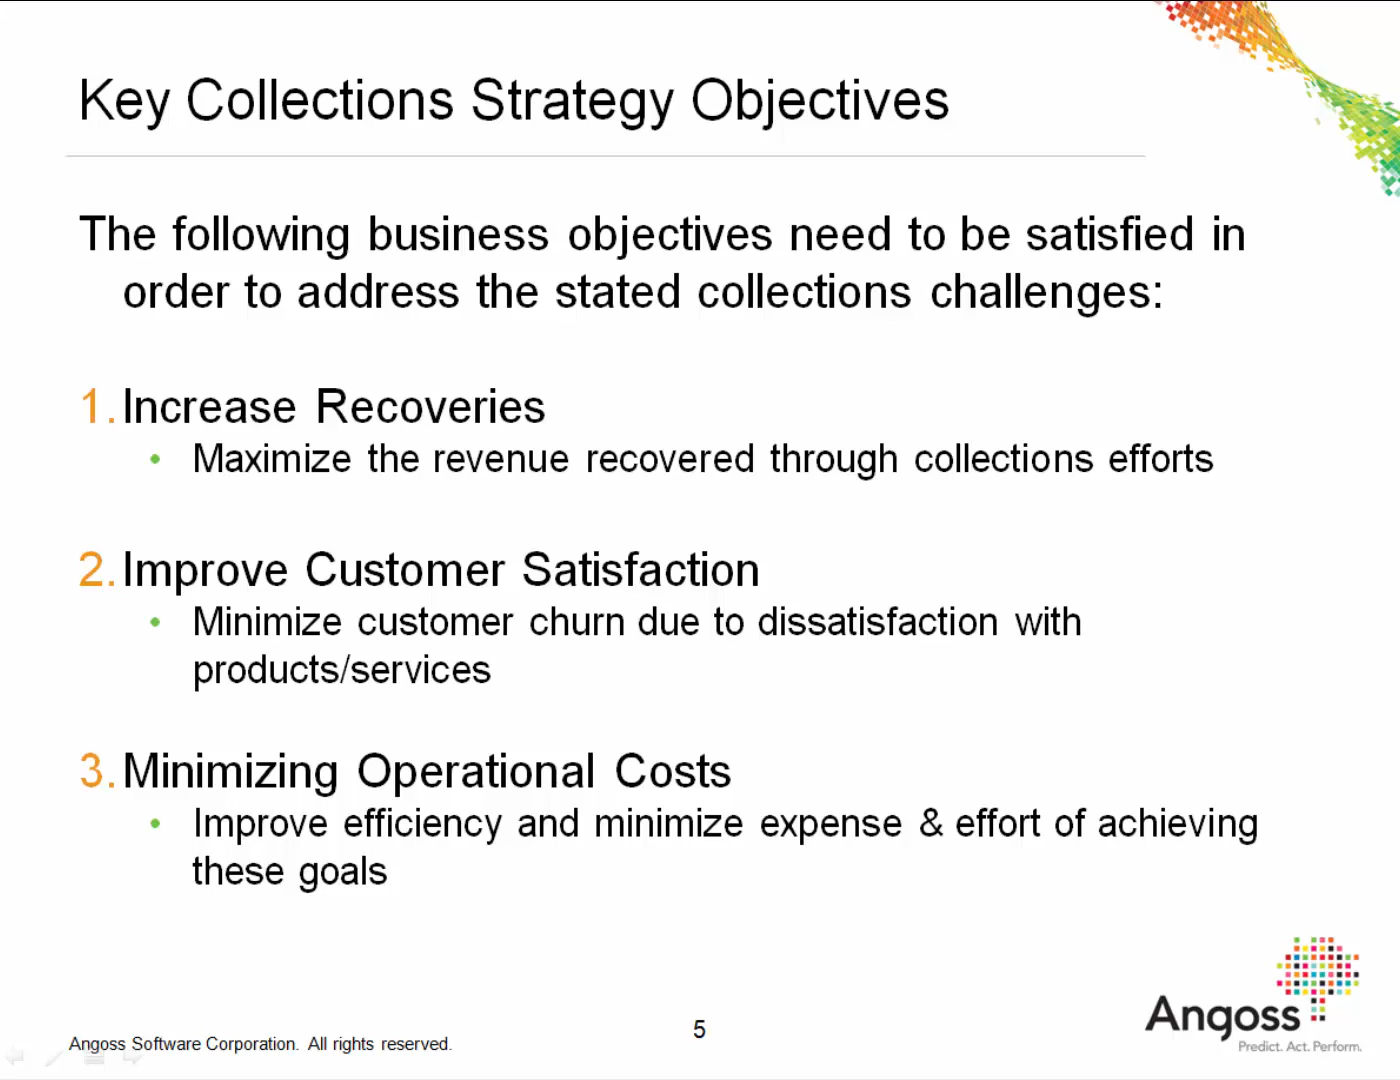 Key Collections Strategy Objectives
The following business objectives need to be satisfied in
order to address the stated collections challenges:
1. Increase Recoveries
• Maximize the revenue recovered through collections efforts
2. Improve Customer Satisfaction
• Minimize customer churn due to dissatisfaction with
products/services
3. Minimizing Operational Costs
• Improve efficiency and minimize expense & effort of achieving
these goals
Angoss
Predict. Act. Perform.
5
Angoss Software Corporation. All rights reserved.